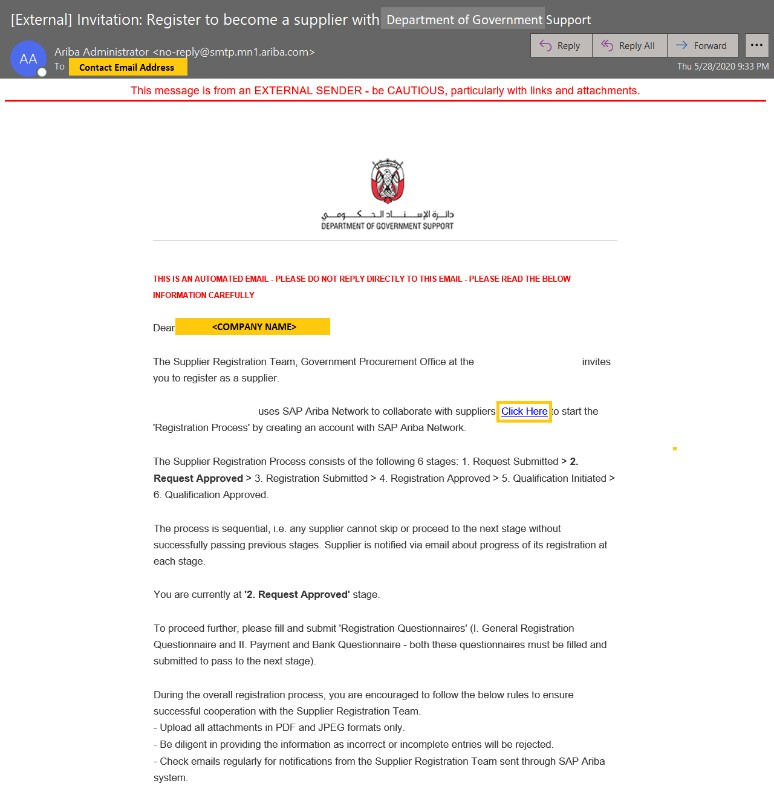 [External] Invitation: Register to become a supplier with Department of Government Support
AA
Ariba Administrator <no-reply@smtp.mn1.ariba.com>
To Contact Email Address
Reply
Reply All
Forward
Thu 5/28/2020 9:33 PM
This message is from an EXTERNAL SENDER - be CAUTIOUS, particularly with links and attachments.
دائرة الإسناد الحكومي
DEPARTMENT OF GOVERNMENT SUPPORT
THIS IS AN AUTOMATED EMAIL - PLEASE DO NOT REPLY DIRECTLY TO THIS EMAIL - PLEASE READ THE BELOW
INFORMATION CAREFULLY
Dear <COMPANY NAME>
The Supplier Registration Team, Government Procurement Office at the invites
you to register as a supplier.
uses SAP Ariba Network to collaborate with suppliers Click Here to start the
'Registration Process' by creating an account with SAP Ariba Network.
The Supplier Registration Process consists of the following 6 stages: 1. Request Submitted > 2.
Request Approved > 3. Registration Submitted > 4. Registration Approved > 5. Qualification Initiated >
6. Qualification Approved.
The process is sequential, i.e. any supplier cannot skip or proceed to the next stage without
successfully passing previous stages. Supplier is notified via email about progress of its registration at
each stage.
You are currently at '2. Request Approved' stage.
To proceed further, please fill and submit 'Registration Questionnaires' (I. General Registration
Questionnaire and II. Payment and Bank Questionnaire - both these questionnaires must be filled and
submitted to pass to the next stage).
During the overall registration process, you are encouraged to follow the below rules to ensure
successful cooperation with the Supplier Registration Team.
- Upload all attachments in PDF and JPEG formats only.
- Be diligent in providing the information as incorrect or incomplete entries will be rejected.
- Check emails regularly for notifications from the Supplier Registration Team sent through SAP Ariba
system.